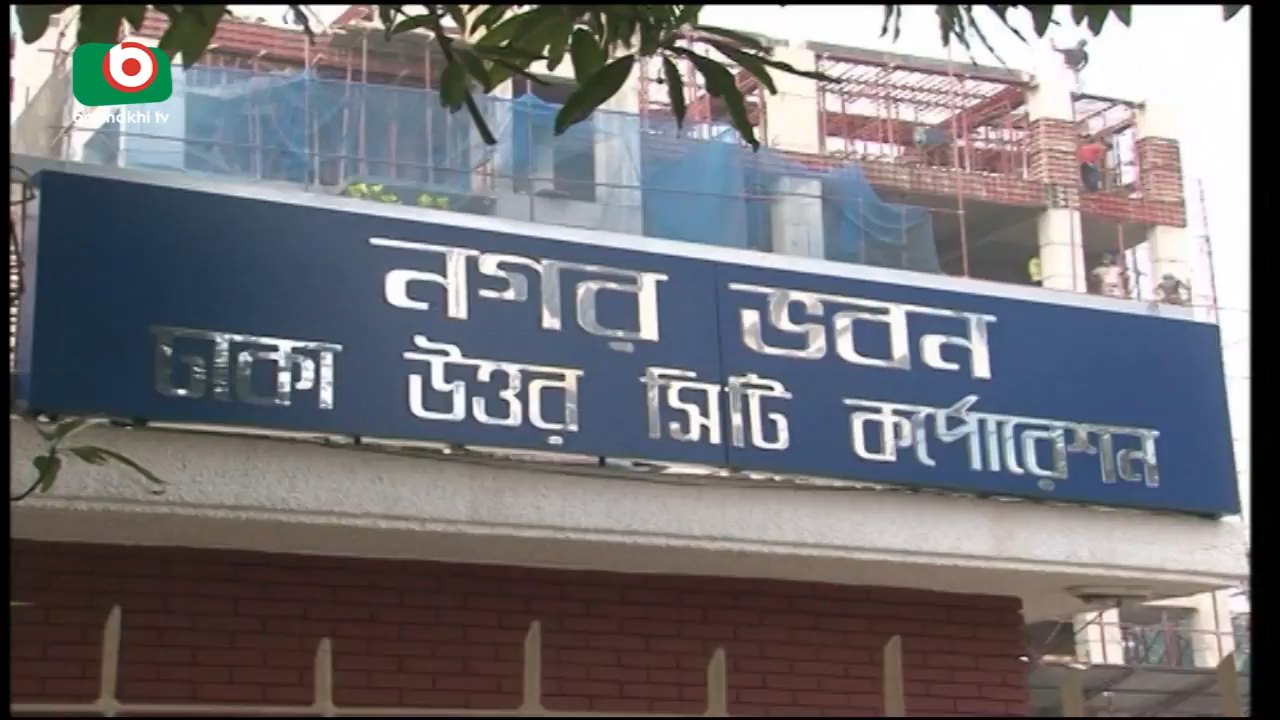 নগর ভবন
ঢাকা উত্তর সিটি কর্পোরেশন